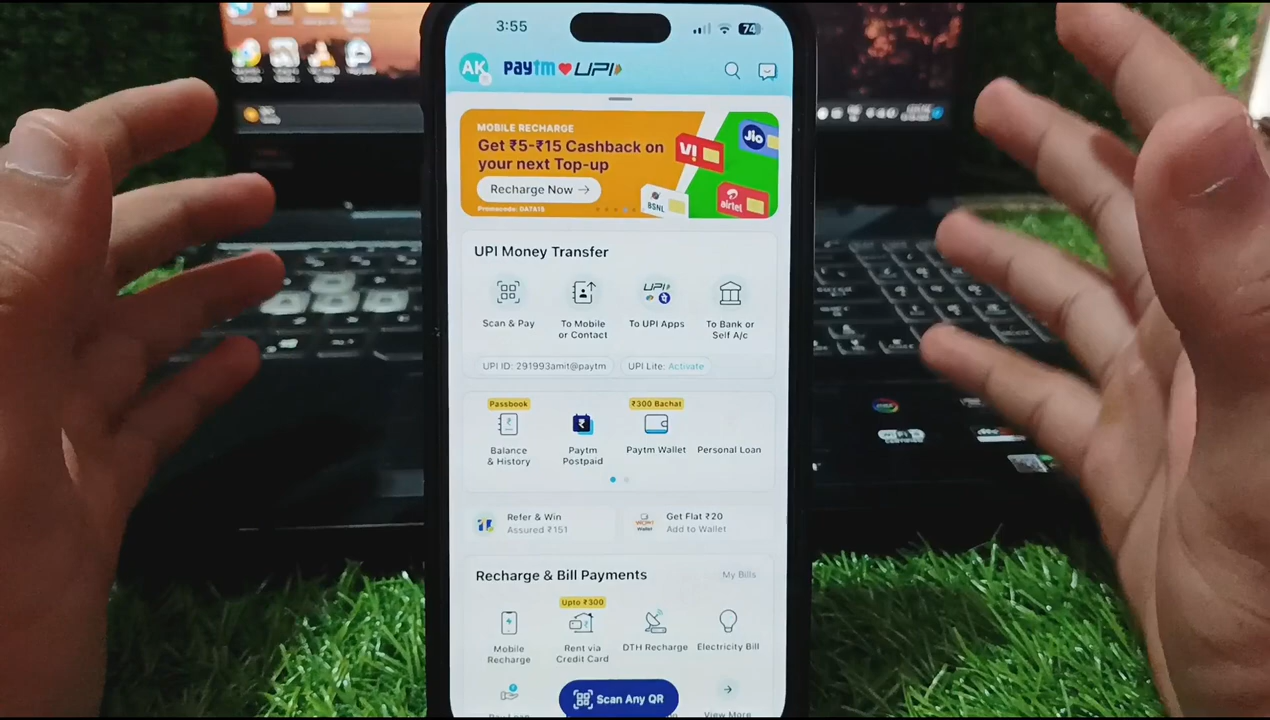 3:55
74
AK
paytm UPI
MOBILE RECHARGE
Get ₹5-₹15 Cashback on
your next Top-up
Recharge Now →
Promocode: DATA15
VI
Jio
BSNL
airtel
UPI Money Transfer
Scan & Pay
To Mobile
or Contact
UPI
To UPI Apps
To Bank or
Self A/c
UPI ID: 291993amit@paytm
UPI Lite: Activate
Passbook
Balance
& History
Paytm
Postpaid
₹300 Bachat
Paytm Wallet
Personal Loan
Refer & Win
Assured ₹151
Get Flat ₹20
Add to Wallet
Recharge & Bill Payments
My Bills
Mobile
Recharge
Upto ₹300
Rent via
Credit Card
DTH Recharge
Electricity Bill
Scan Any QR
View More